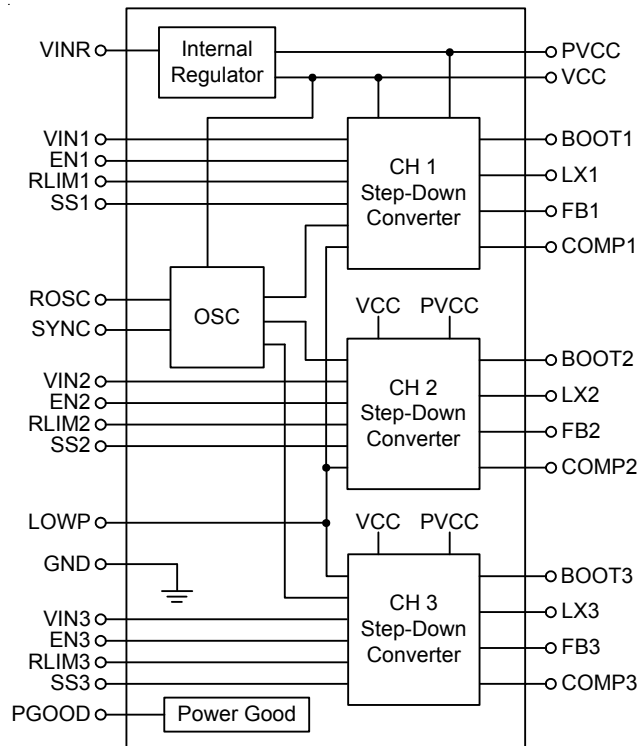 VINR
Internal
Regulator
PVCC
VCC
VIN1
EN1
RLIM1
SS1
CH 1
Step-Down
Converter
BOOT1
LX1
FB1
COMP1
ROSC
SYNC
OSC
VCC PVCC
VIN2
EN2
RLIM2
SS2
CH 2
Step-Down
Converter
BOOT2
LX2
FB2
COMP2
LOWP
GND
VCC PVCC
VIN3
EN3
RLIM3
SS3
CH 3
Step-Down
Converter
BOOT3
LX3
FB3
COMP3
PGOOD
Power Good